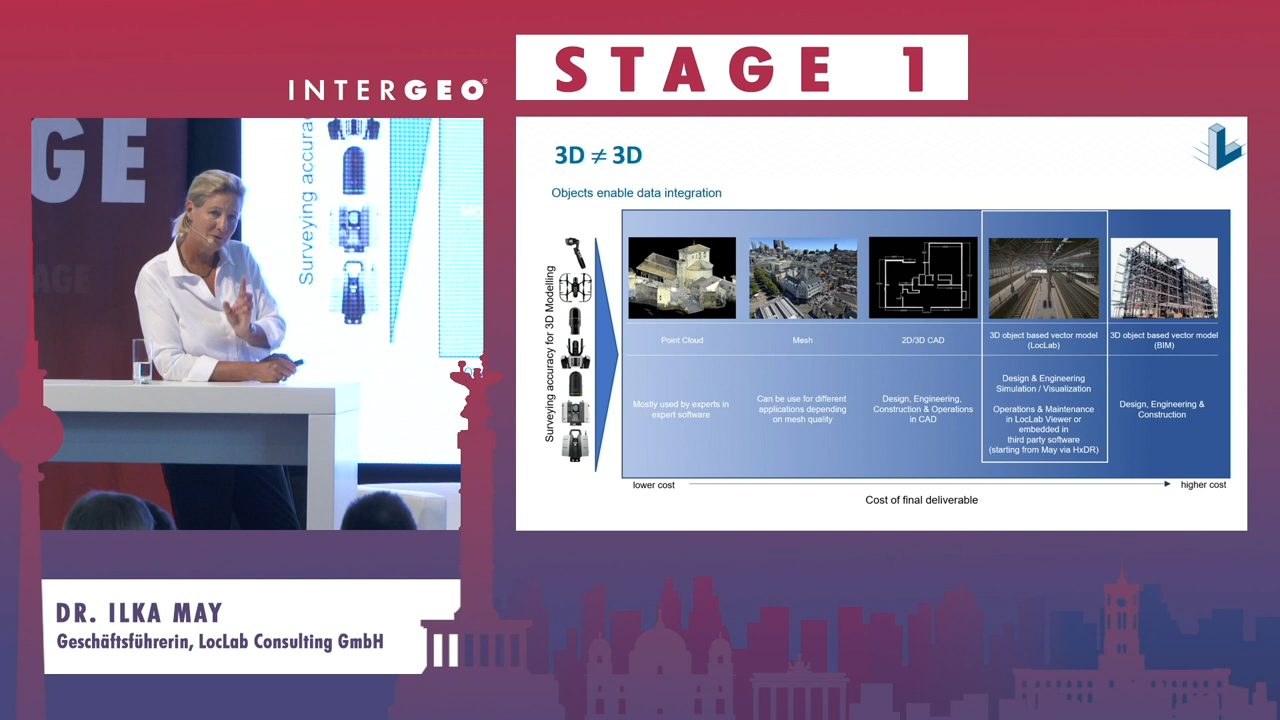 STAGE 1
INTERGEO®
GE
AGE
Surveying accura
3D ≠ 3D
Objects enable data integration
Surveying accuracy for 3D Modelling
Point Cloud
Mesh
2D/3D CAD
3D object based vector model
(LocLab)
3D object based vector model
(BIM)
Mostly used by experts in
expert software
Can be use for different
applications depending
on mesh quality
Design, Engineering,
Construction & Operations
in CAD
Design & Engineering
Simulation / Visualization
Operations & Maintenance
in LocLab Viewer or
embedded in
third party software
(starting from May via HxDR)
Design, Engineering &
Construction
lower cost
higher cost
Cost of final deliverable
DR. ILKA MAY
Geschäftsführerin, LocLab Consulting GmbH